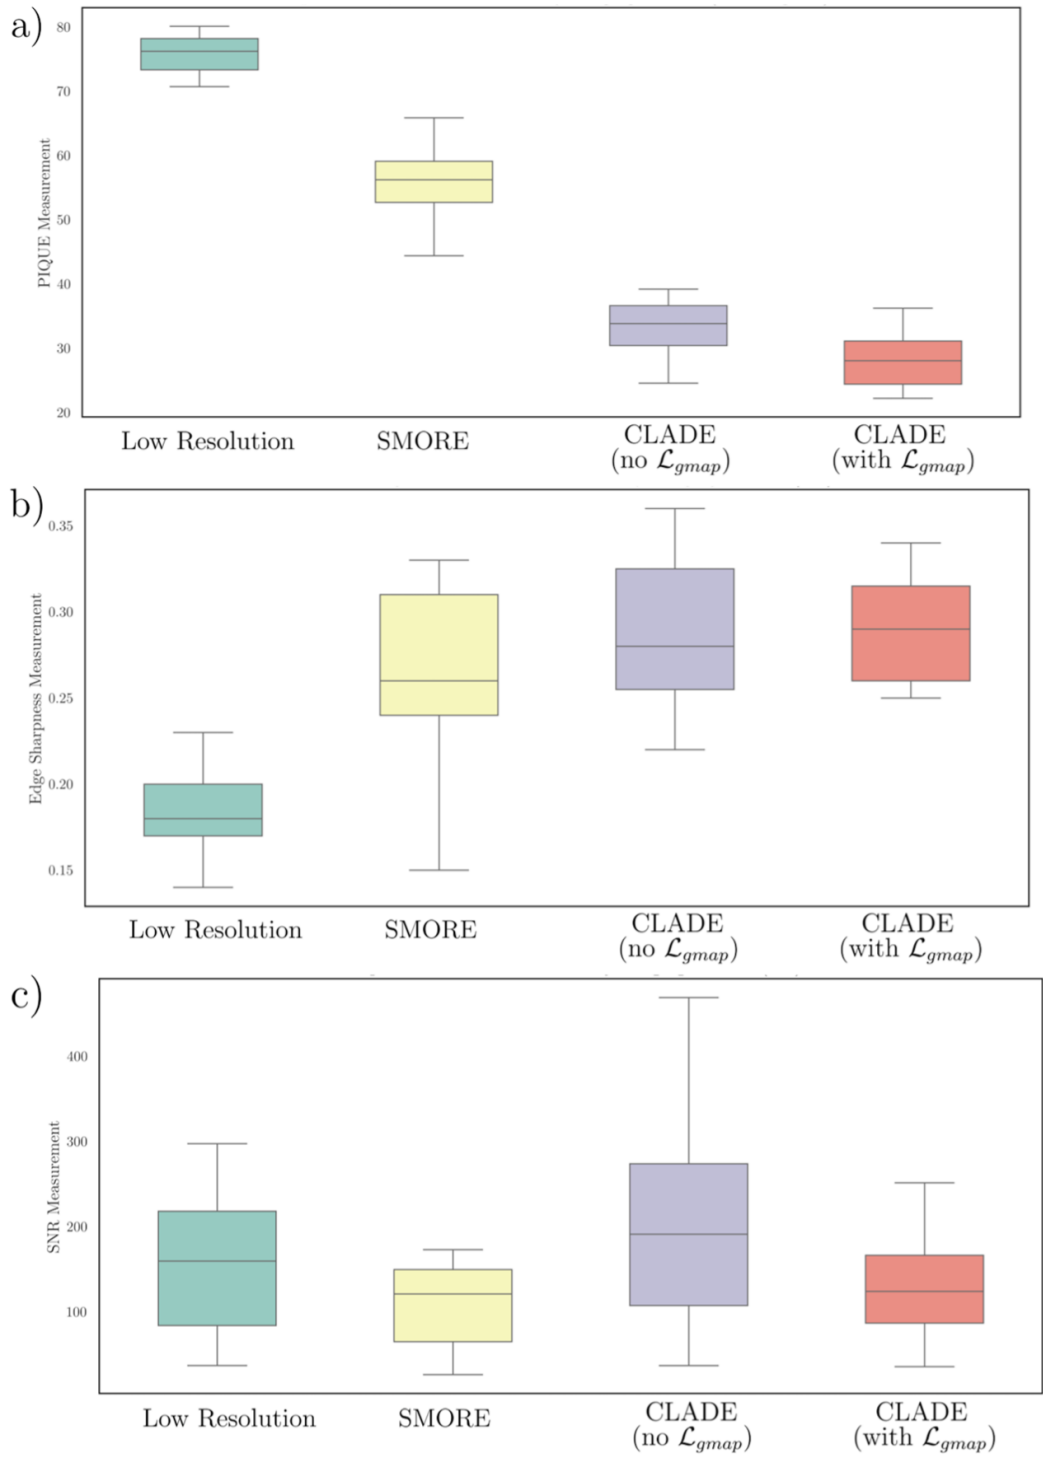 a)
PIQUE Measurement
80
70
60
50
40
30
20
Low Resolution
SMORE
CLADE
(no ℒgmap)
CLADE
(with ℒgmap)
b)
Edge Sharpness Measurement
0.35
0.30
0.25
0.20
0.15
Low Resolution
SMORE
CLADE
(no ℒgmap)
CLADE
(with ℒgmap)
c)
SNR Measurement
400
300
200
100
Low Resolution
SMORE
CLADE
(no ℒgmap)
CLADE
(with ℒgmap)